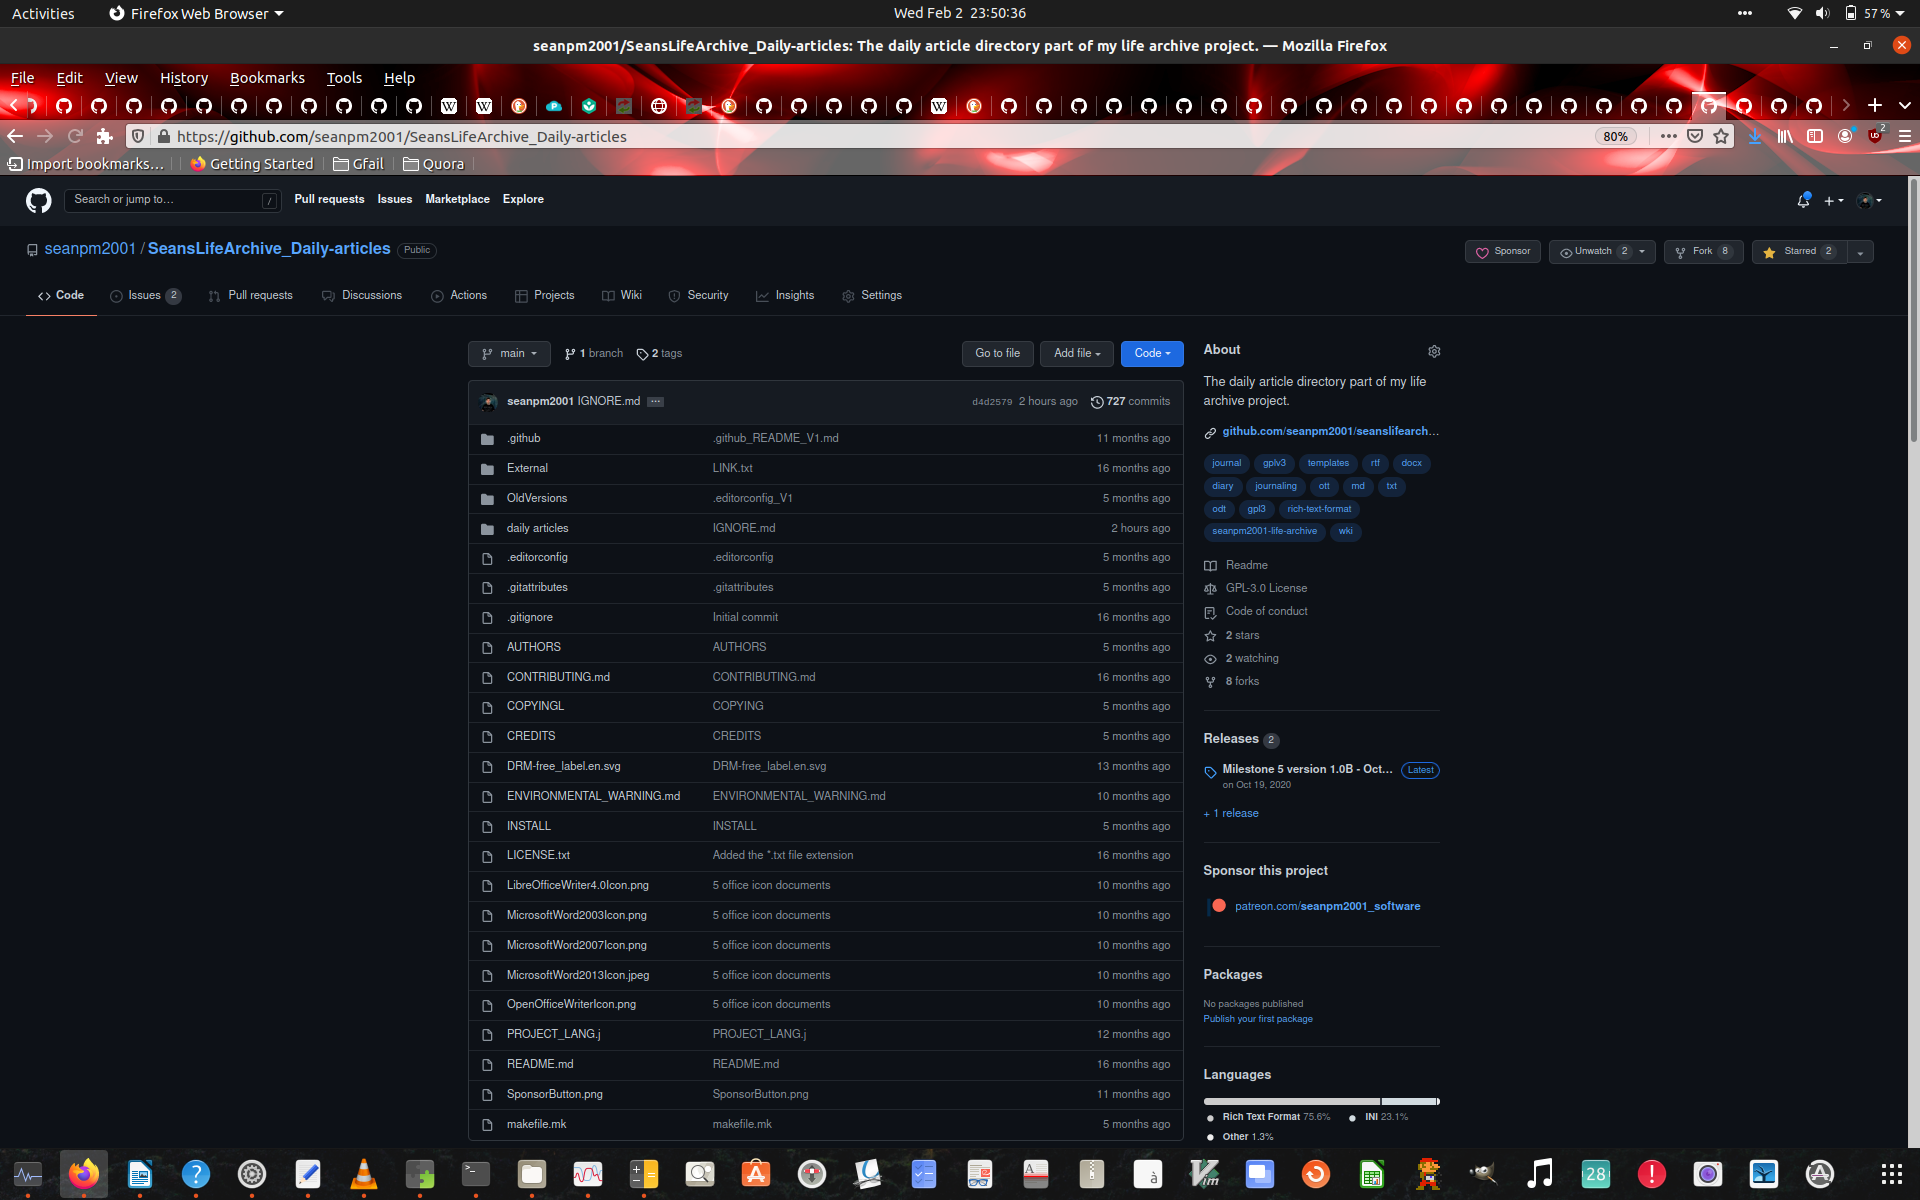 Activities Firefox Web Browser Wed Feb 2 23:50:36 57 %
seanpm2001/SeansLifeArchive_Daily-articles: The daily article directory part of my life archive project. — Mozilla Firefox
File Edit View History Bookmarks Tools Help
https://github.com/seanpm2001/SeansLifeArchive_Daily-articles 80% 2
Import bookmarks... Getting Started Gfail Quora
Search or jump to... / Pull requests Issues Marketplace Explore
seanpm2001 / SeansLifeArchive_Daily-articles Public Sponsor Unwatch 2 Fork 8 Starred 2
Code Issues 2 Pull requests Discussions Actions Projects Wiki Security Insights Settings
main 1 branch 2 tags Go to file Add file Code
seanpm2001 IGNORE.md ... d4d2579 2 hours ago 727 commits
.github .github_README_V1.md 11 months ago
External LINK.txt 16 months ago
OldVersions .editorconfig_V1 5 months ago
daily articles IGNORE.md 2 hours ago
.editorconfig .editorconfig 5 months ago
.gitattributes .gitattributes 5 months ago
.gitignore Initial commit 16 months ago
AUTHORS AUTHORS 5 months ago
CONTRIBUTING.md CONTRIBUTING.md 16 months ago
COPYINGL COPYING 5 months ago
CREDITS CREDITS 5 months ago
DRM-free_label.en.svg DRM-free_label.en.svg 13 months ago
ENVIRONMENTAL_WARNING.md ENVIRONMENTAL_WARNING.md 10 months ago
INSTALL INSTALL 5 months ago
LICENSE.txt Added the *.txt file extension 16 months ago
LibreOfficeWriter4.0Icon.png 5 office icon documents 10 months ago
MicrosoftWord2003Icon.png 5 office icon documents 10 months ago
MicrosoftWord2007Icon.png 5 office icon documents 10 months ago
MicrosoftWord2013Icon.jpeg 5 office icon documents 10 months ago
OpenOfficeWriterIcon.png 5 office icon documents 10 months ago
PROJECT_LANG.j PROJECT_LANG.j 12 months ago
README.md README.md 16 months ago
SponsorButton.png SponsorButton.png 11 months ago
makefile.mk makefile.mk 5 months ago
About
The daily article directory part of my life
archive project.
github.com/seanpm2001/seanslifearch...
journal gplv3 templates rtf docx
diary journaling ott md txt
odt gpl3 rich-text-format
seanpm2001-life-archive wki
Readme
GPL-3.0 License
Code of conduct
2 stars
2 watching
8 forks
Releases 2
Milestone 5 version 1.0B - Oct... Latest
on Oct 19, 2020
+ 1 release
Sponsor this project
patreon.com/seanpm2001_software
Packages
No packages published
Publish your first package
Languages
Rich Text Format 75.6% INI 23.1%
Other 1.3%
28